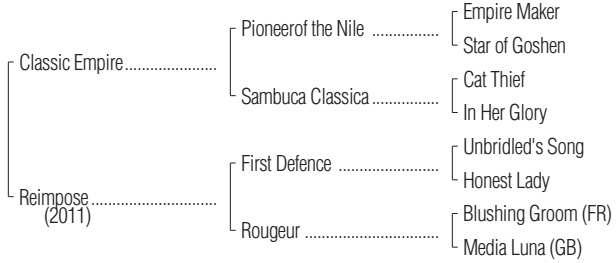 Empire Maker
Pioneerof the Nile ................
Star of Goshen
Classic Empire......................
Cat Thief
Sambuca Classica................
In Her Glory
Unbridled's Song
First Defence ........................
Honest Lady
Reimpose ..............................
(2011)
Blushing Groom (FR)
Rougeur ................................
Media Luna (GB)